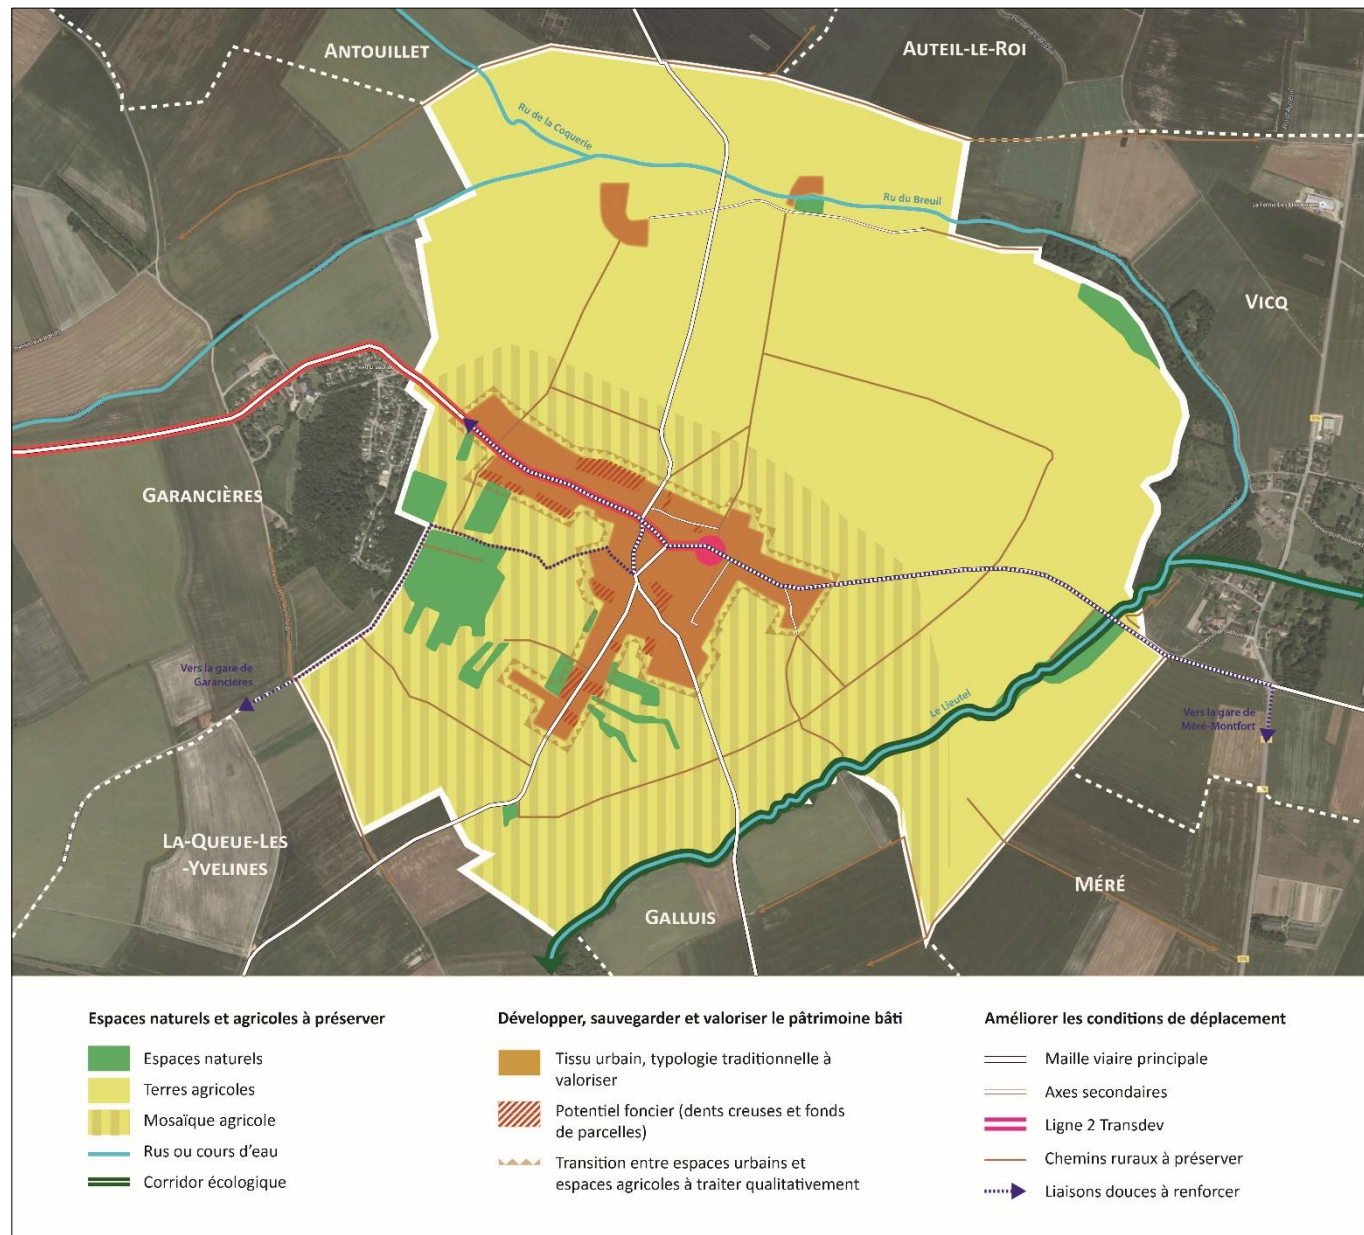 ANTOUILLET
AUTEIL-LE-ROI
Ru de la Coquerie
Ru du Breuil
VICQ
GARANCIÈRES
Vers la gare de
Garancières
Le Lieutel
Vers la gare de
Méré-Montfort
LA-QUEUE-LES
-YVELINES
GALLUIS
MÉRÉ
Espaces naturels et agricoles à préserver
Espaces naturels
Terres agricoles
Mosaïque agricole
Rus ou cours d'eau
Corridor écologique
Développer, sauvegarder et valoriser le pâtrimoine bâti
Tissu urbain, typologie traditionnelle à
valoriser
Potentiel foncier (dents creuses et fonds
de parcelles)
Transition entre espaces urbains et
espaces agricoles à traiter qualitativement
Améliorer les conditions de déplacement
Maille viaire principale
Axes secondaires
Ligne 2 Transdev
Chemins ruraux à préserver
Liaisons douces à renforcer